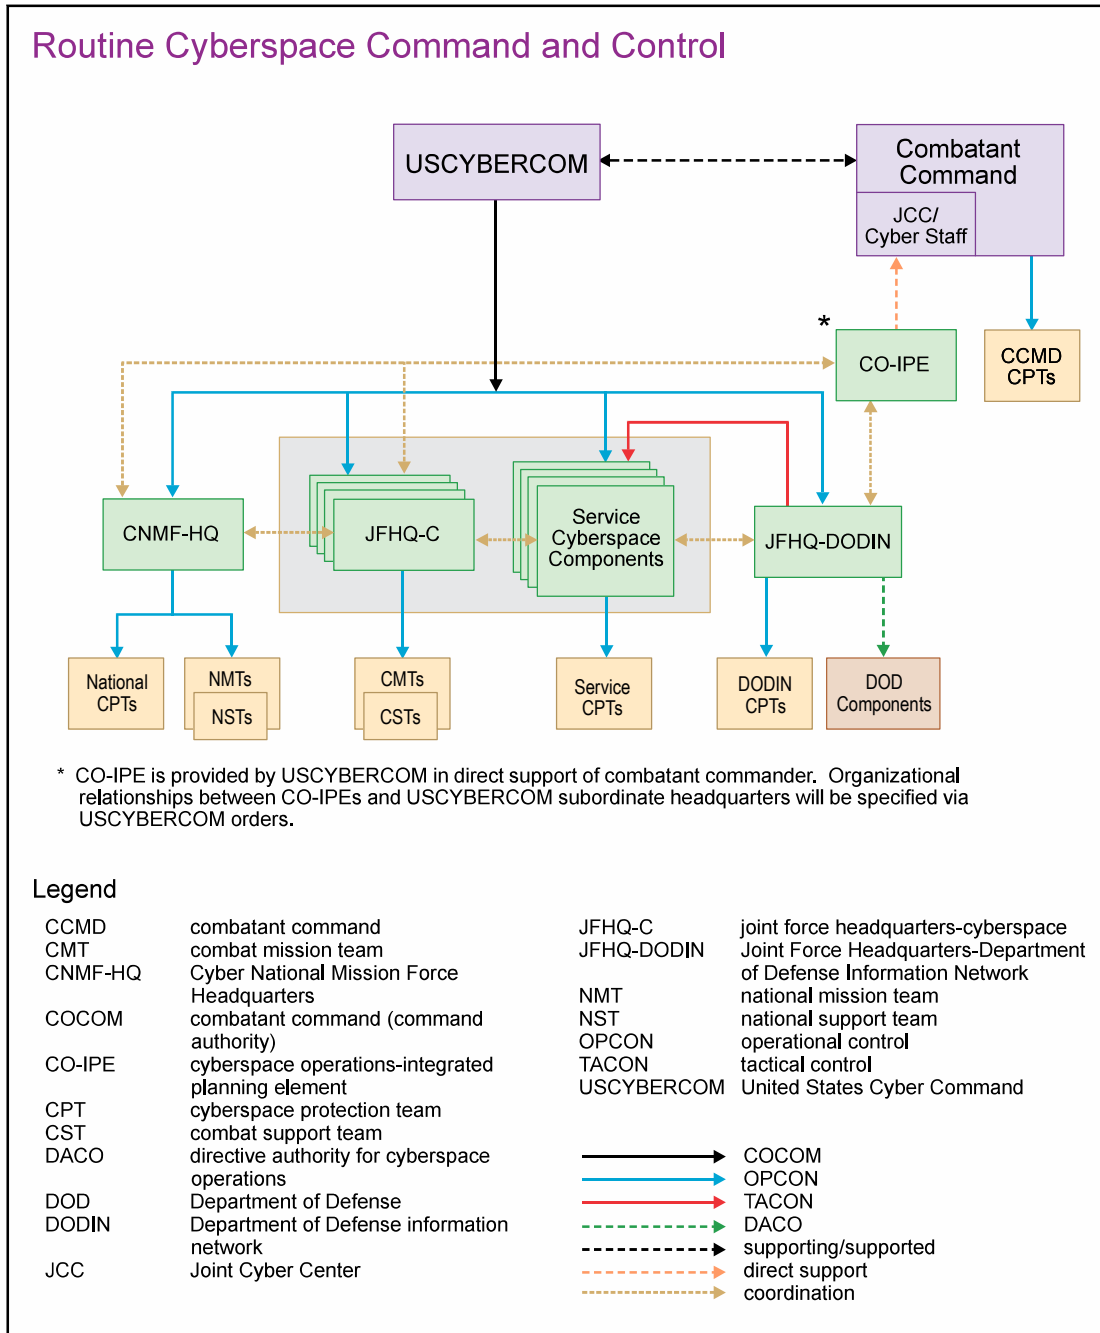 Routine Cyberspace Command and Control
USCYBERCOM
Combatant
Command
JCC/
Cyber Staff
*
CO-IPE
CCMD
CPTs
CNMF-HQ
JFHQ-C
Service
Cyberspace
Components
JFHQ-DODIN
National
CPTs
NMTs
NSTs
CMTs
CSTs
Service
CPTs
DODIN
CPTs
DOD
Components
* CO-IPE is provided by USCYBERCOM in direct support of combatant commander. Organizational
relationships between CO-IPEs and USCYBERCOM subordinate headquarters will be specified via
USCYBERCOM orders.
Legend
CCMD combatant command
CMT combat mission team
CNMF-HQ Cyber National Mission Force
Headquarters
COCOM combatant command (command
authority)
CO-IPE cyberspace operations-integrated
planning element
CPT cyberspace protection team
CST combat support team
DACO directive authority for cyberspace
operations
DOD Department of Defense
DODIN Department of Defense information
network
JCC Joint Cyber Center
JFHQ-C joint force headquarters-cyberspace
JFHQ-DODIN Joint Force Headquarters-Department
of Defense Information Network
NMT national mission team
NST national support team
OPCON operational control
TACON tactical control
USCYBERCOM United States Cyber Command
COCOM
OPCON
TACON
DACO
supporting/supported
direct support
coordination